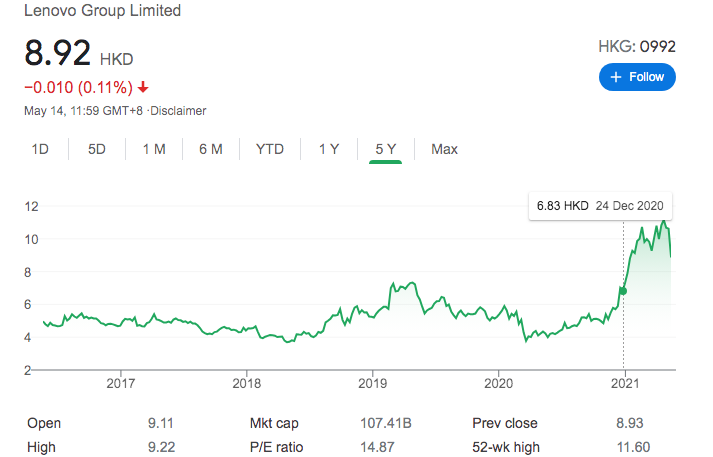 Lenovo Group Limited
8.92 HKD
HKG: 0992
−0.010 (0.11%)
+ Follow
May 14, 11:59 GMT+8 ·Disclaimer
1D 5D 1 M 6 M YTD 1 Y 5 Y Max
6.83 HKD 24 Dec 2020
12
10
8
6
4
2
2017 2018 2019 2020 2021
Open 9.11 Mkt cap 107.41B Prev close 8.93
High 9.22 P/E ratio 14.87 52-wk high 11.60